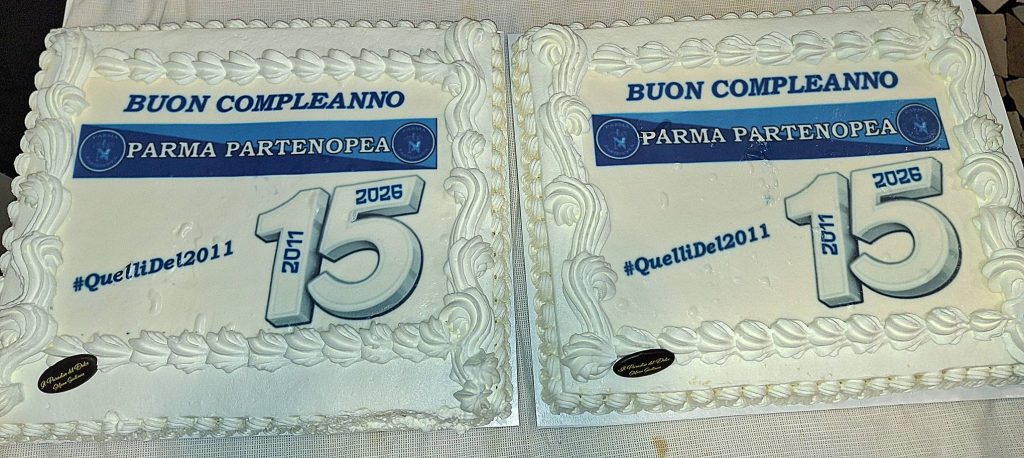 BUON COMPLEANNO
PARMA PARTENOPEA
#QuelliDel2011
2011
15
2026
BUON COMPLEANNO
PARMA PARTENOPEA
#QuelliDel2011
2011
15
2026